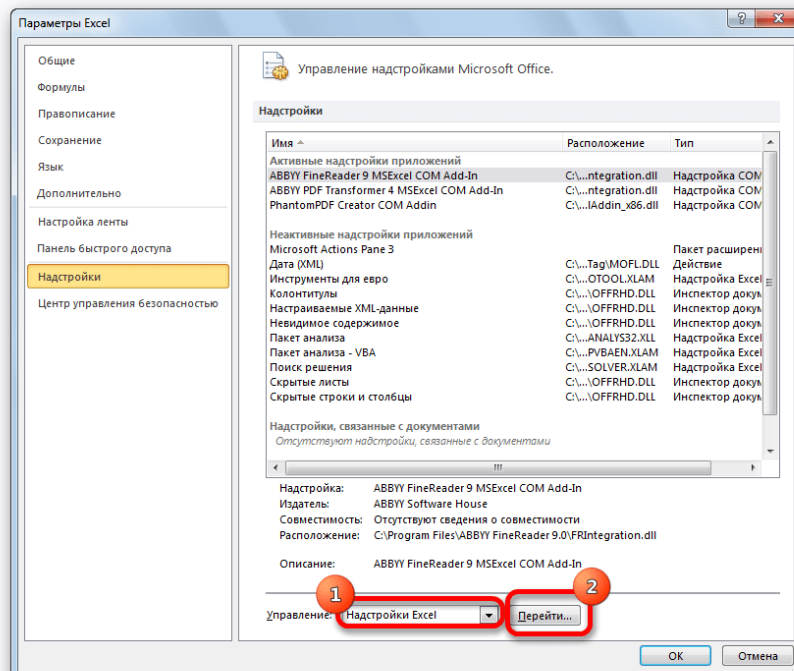 Параметры Excel
Общие
Формулы
Правописание
Сохранение
Язык
Дополнительно
Настройка ленты
Панель быстрого доступа
Надстройки
Центр управления безопасностью
Управление надстройками Microsoft Office.
Надстройки
Имя Расположение Тип
Активные надстройки приложений
ABBYY FineReader 9 MSExcel COM Add-In C:\...ntegration.dll Надстройка COM
ABBYY PDF Transformer 4 MSExcel COM Add-In C:\...ntegration.dll Надстройка COM
PhantomPDF Creator COM Addin C:\...lAddin_x86.dll Надстройка COM
Неактивные надстройки приложений
Microsoft Actions Pane 3 Пакет расширени
Дата (XML) C:\...Tag\MOFL.DLL Действие
Инструменты для евро C:\...OTOOL.XLAM Надстройка Excel
Колонтитулы C:\...\OFFRHD.DLL Инспектор докум
Настраиваемые XML-данные C:\...\OFFRHD.DLL Инспектор докум
Невидимое содержимое C:\...\OFFRHD.DLL Инспектор докум
Пакет анализа C:\...ANALYS32.XLL Надстройка Excel
Пакет анализа - VBA C:\...PVBAEN.XLAM Надстройка Excel
Поиск решения C:\...SOLVER.XLAM Надстройка Excel
Скрытые листы C:\...\OFFRHD.DLL Инспектор докум
Скрытые строки и столбцы C:\...\OFFRHD.DLL Инспектор докум
Надстройки, связанные с документами
Отсутствуют надстройки, связанные с документами
Надстройка: ABBYY FineReader 9 MSExcel COM Add-In
Издатель: ABBYY Software House
Совместимость: Отсутствуют сведения о совместимости
Расположение: C:\Program Files\ABBYY FineReader 9.0\FRIntegration.dll
Описание: ABBYY FineReader 9 MSExcel COM Add-In
1 2
Управление: Надстройки Excel Перейти...
ОК Отмена